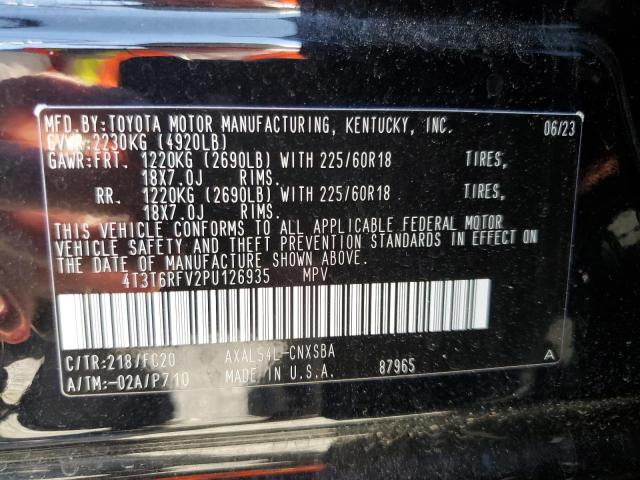 MFD.BY:TOYOTA MOTOR MANUFACTURING, KENTUCKY, INC. 06/23
GVWR:2230KG (4920LB)
GAWR:FRT. 1220KG (2690LB) WITH 225/60R18 TIRES,
18X7.0J RIMS.
RR. 1220KG (2690LB) WITH 225/60R18 TIRES,
18X7.0J RIMS.
THIS VEHICLE CONFORMS TO ALL APPLICABLE FEDERAL MOTOR
VEHICLE SAFETY AND THEFT PREVENTION STANDARDS IN EFFECT ON
THE DATE OF MANUFACTURE SHOWN ABOVE.
4T3T6RFV2PU126935 MPV
C/TR:218/FC20 AXAL54L-CNXSBA
A/TM:-02A/P710 MADE IN U.S.A. 87965 A